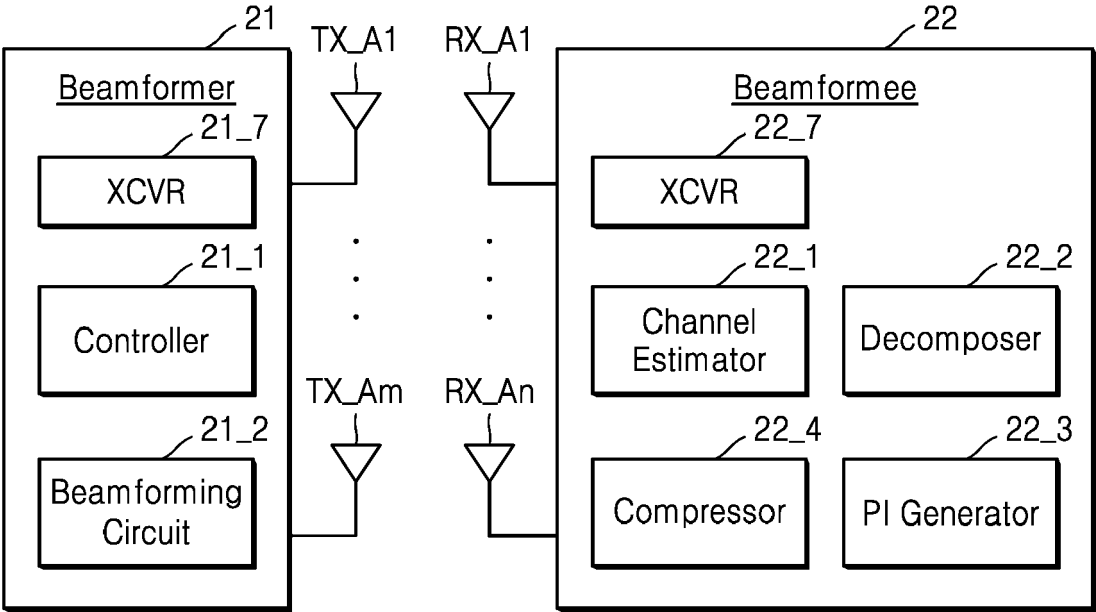 21
TX_A1
RX_A1
22
Beamformer
Beamformee
21_7
22_7
XCVR
XCVR
21_1
22_1
22_2
Controller
Channel
Estimator
Decomposer
TX_Am
RX_An
21_2
22_4
22_3
Beamforming
Circuit
Compressor
PI Generator